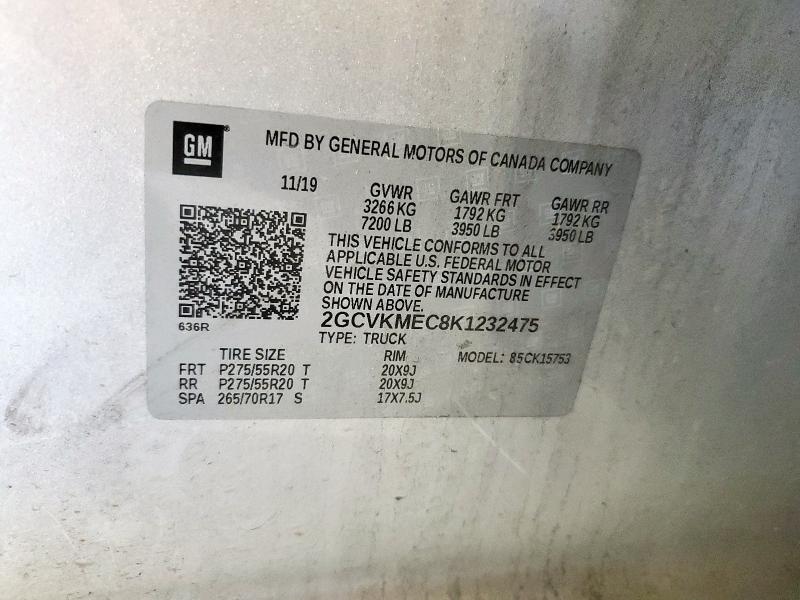 GM
MFD BY GENERAL MOTORS OF CANADA COMPANY
11/19 GVWR GAWR FRT GAWR RR
3266 KG 1792 KG 1792 KG
7200 LB 3950 LB 3950 LB
THIS VEHICLE CONFORMS TO ALL
APPLICABLE U.S. FEDERAL MOTOR
VEHICLE SAFETY STANDARDS IN EFFECT
ON THE DATE OF MANUFACTURE
SHOWN ABOVE.
636R
2GCVKMEC8K1232475
TYPE: TRUCK
TIRE SIZE RIM MODEL: 85CK15753
FRT P275/55R20 T 20X9J
RR P275/55R20 T 20X9J
SPA 265/70R17 S 17X7.5J